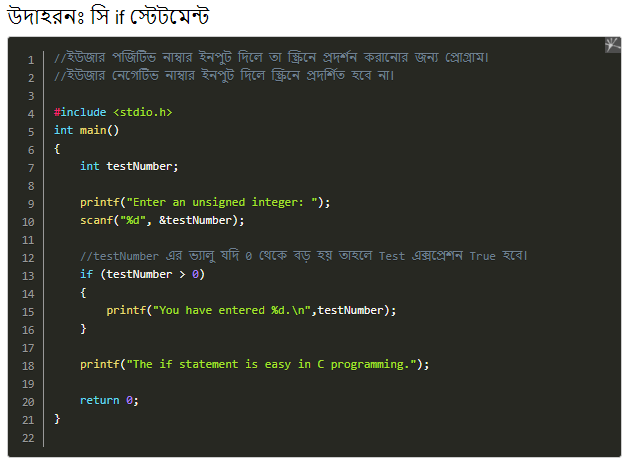 উদাহরনঃ সি if স্টেটমেন্ট
1 //ইউজার পজিটিভ নাম্বার ইনপুট দিলে তা স্ক্রিনে প্রদর্শন করানোর জন্য প্রোগ্রাম।
2 //ইউজার নেগেটিভ নাম্বার ইনপুট দিলে স্ক্রিনে প্রদর্শিত হবে না।
3
4 #include <stdio.h>
5 int main()
6 {
7     int testNumber;
8
9     printf("Enter an unsigned integer: ");
10     scanf("%d", &testNumber);
11
12     //testNumber এর ভ্যালু যদি 0 থেকে বড় হয় তাহলে Test এক্সপ্রেশন True হবে।
13     if (testNumber > 0)
14     {
15         printf("You have entered %d.\n",testNumber);
16     }
17
18     printf("The if statement is easy in C programming.");
19
20     return 0;
21 }
22